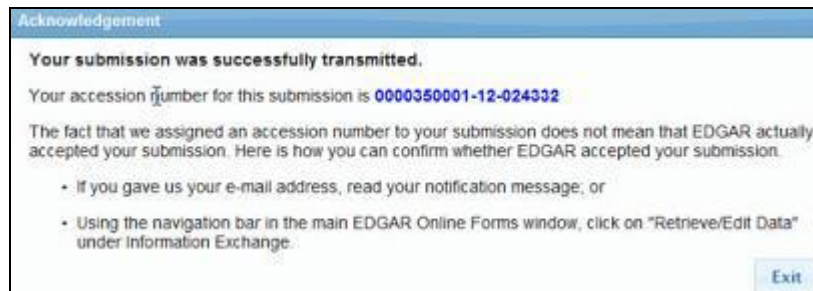 Acknowledgement
Your submission was successfully transmitted.
Your accession number for this submission is 0000350001-12-024332
The fact that we assigned an accession number to your submission does not mean that EDGAR actually
accepted your submission. Here is how you can confirm whether EDGAR accepted your submission.
• If you gave us your e-mail address, read your notification message; or
• Using the navigation bar in the main EDGAR Online Forms window, click on "Retrieve/Edit Data"
under Information Exchange.
Exit